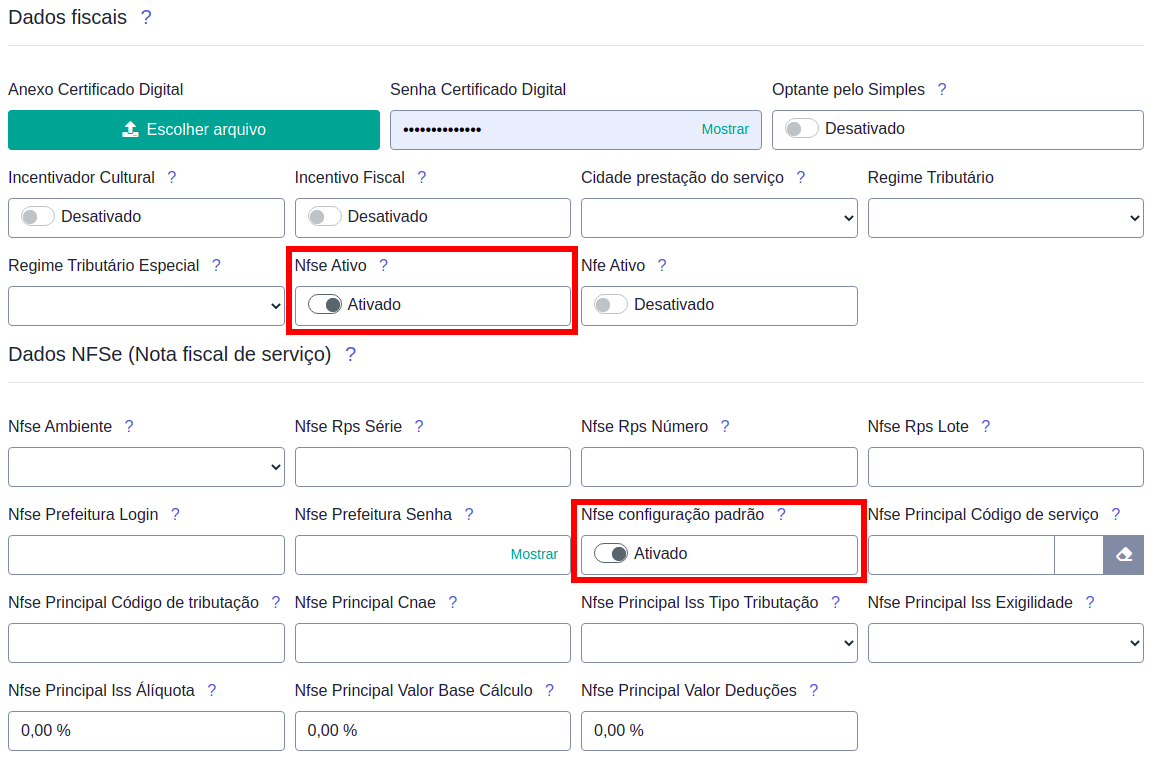 Dados fiscais ?
Anexo Certificado Digital Senha Certificado Digital Optante pelo Simples ?
Escolher arquivo •••••••••••••• Mostrar Desativado
Incentivador Cultural ? Incentivo Fiscal ? Cidade prestação do serviço ? Regime Tributário
Desativado Desativado
Regime Tributário Especial ? Nfse Ativo ? Nfe Ativo ?
Ativado Desativado
Dados NFSe (Nota fiscal de serviço) ?
Nfse Ambiente ? Nfse Rps Série ? Nfse Rps Número ? Nfse Rps Lote ?
Nfse Prefeitura Login ? Nfse Prefeitura Senha ? Nfse configuração padrão ? Nfse Principal Código de serviço ?
Mostrar Ativado
Nfse Principal Código de tributação ? Nfse Principal Cnae ? Nfse Principal Iss Tipo Tributação ? Nfse Principal Iss Exigilidade ?
Nfse Principal Iss Álíquota ? Nfse Principal Valor Base Cálculo ? Nfse Principal Valor Deduções ?
0,00 % 0,00 % 0,00 %